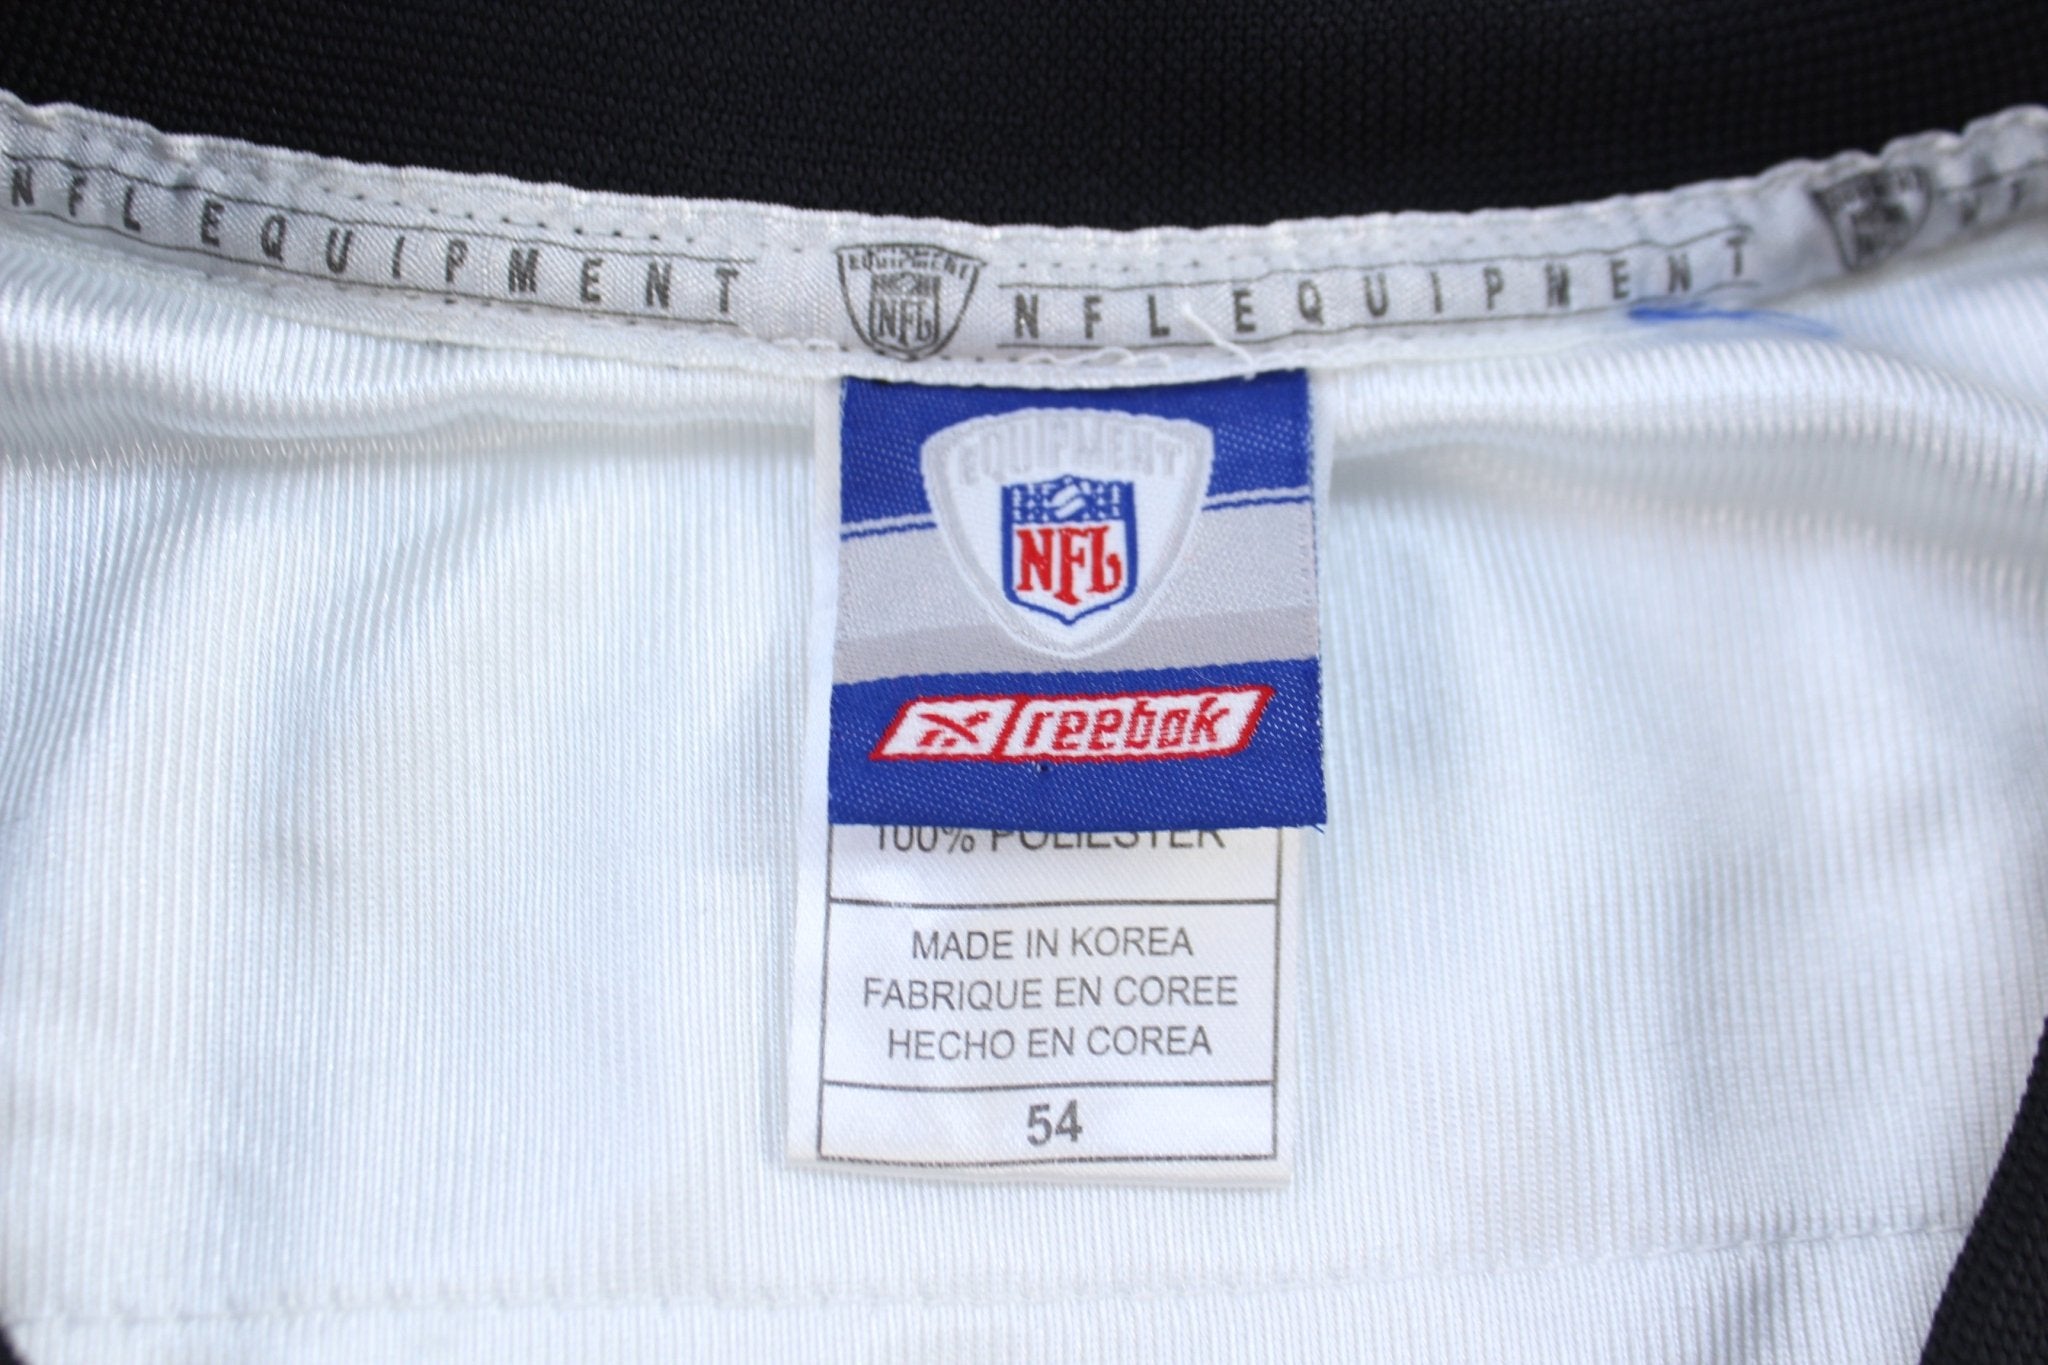 NFL EQUIPMENT EQUIPMENT NFL NFL EQUIPMENT
EQUIPMENT
NFL
reebok
100% POLIESTER
MADE IN KOREA
FABRIQUE EN COREE
HECHO EN COREA
54